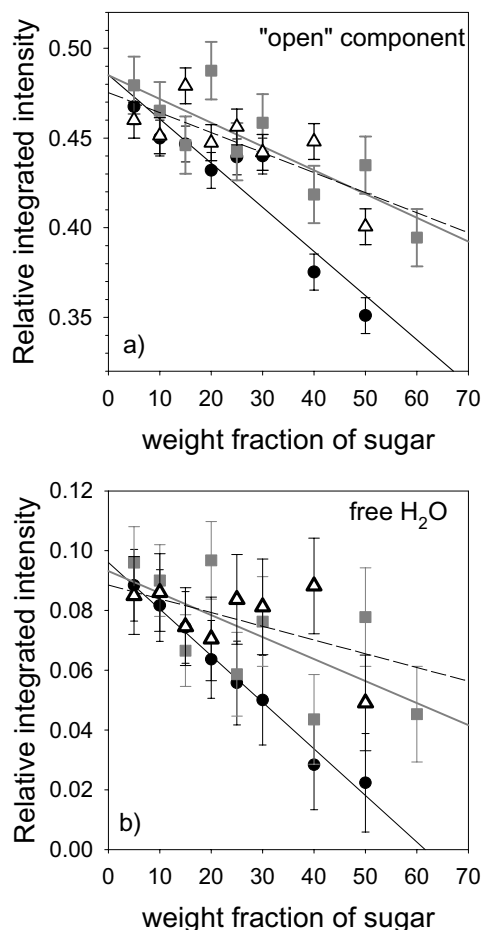 "open" component
0.50
0.45
0.40
0.35
Relative integrated intensity
a)
0 10 20 30 40 50 60 70
weight fraction of sugar
free H₂O
0.12
0.10
0.08
0.06
0.04
0.02
0.00
Relative integrated intensity
b)
0 10 20 30 40 50 60 70
weight fraction of sugar